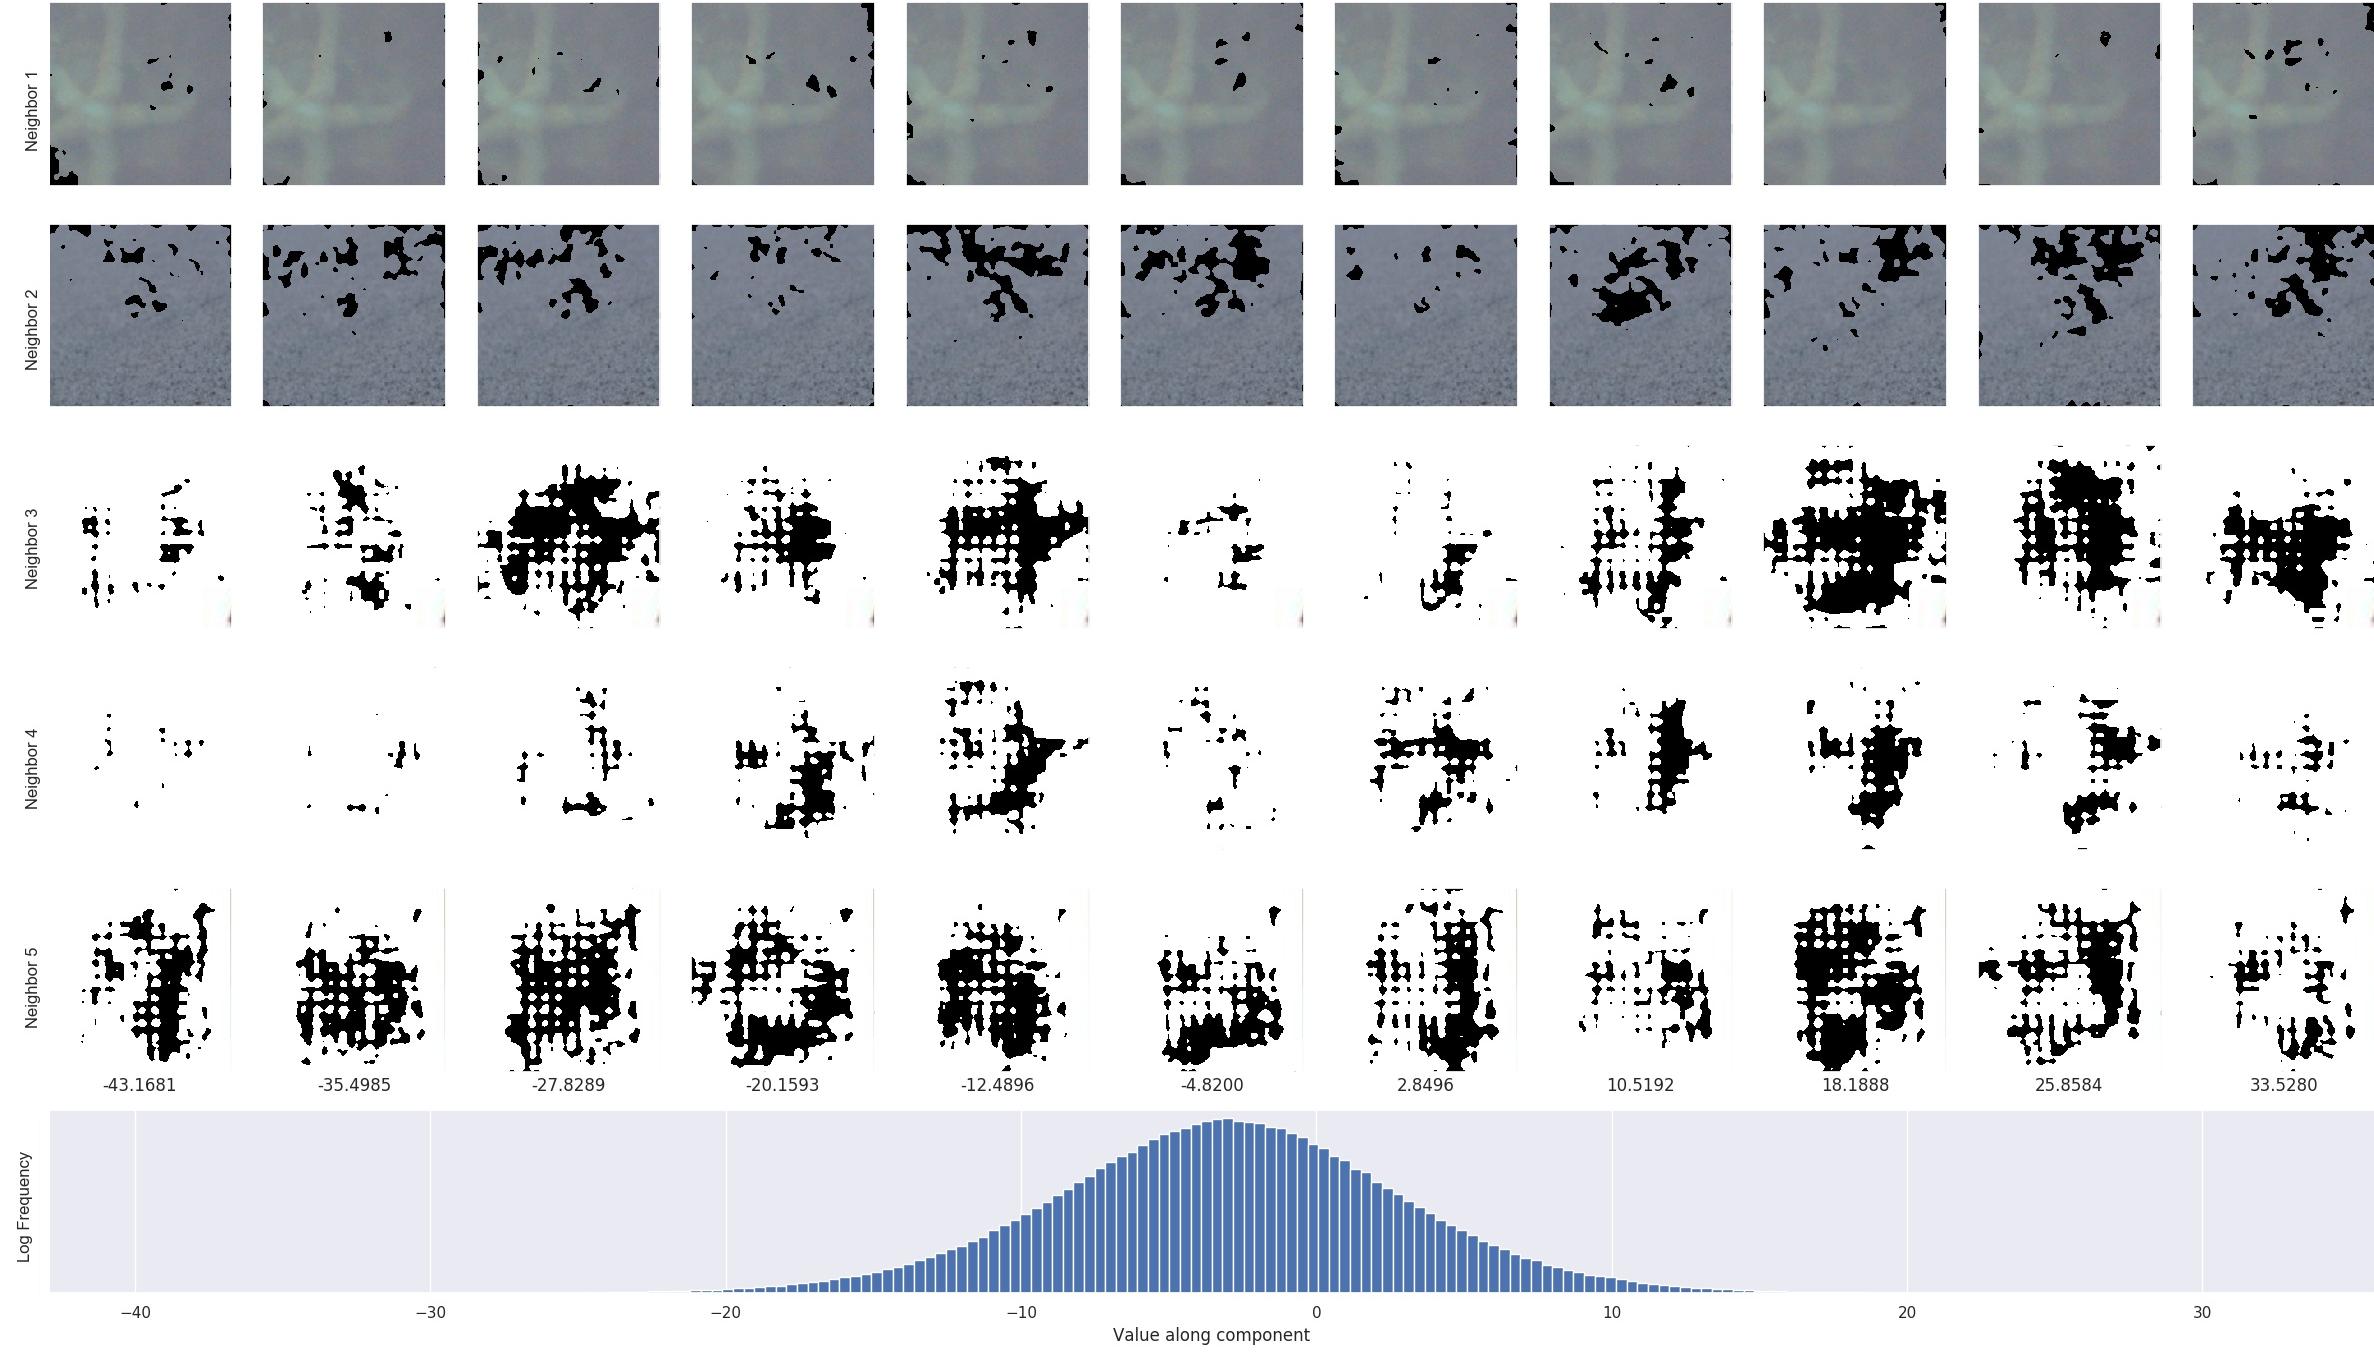 Neighbor 1
Neighbor 2
Neighbor 3
Neighbor 4
Neighbor 5
-43.1681 -35.4985 -27.8289 -20.1593 -12.4896 -4.8200 2.8496 10.5192 18.1888 25.8584 33.5280
Log Frequency
−40 −30 −20 −10 0 10 20 30
Value along component